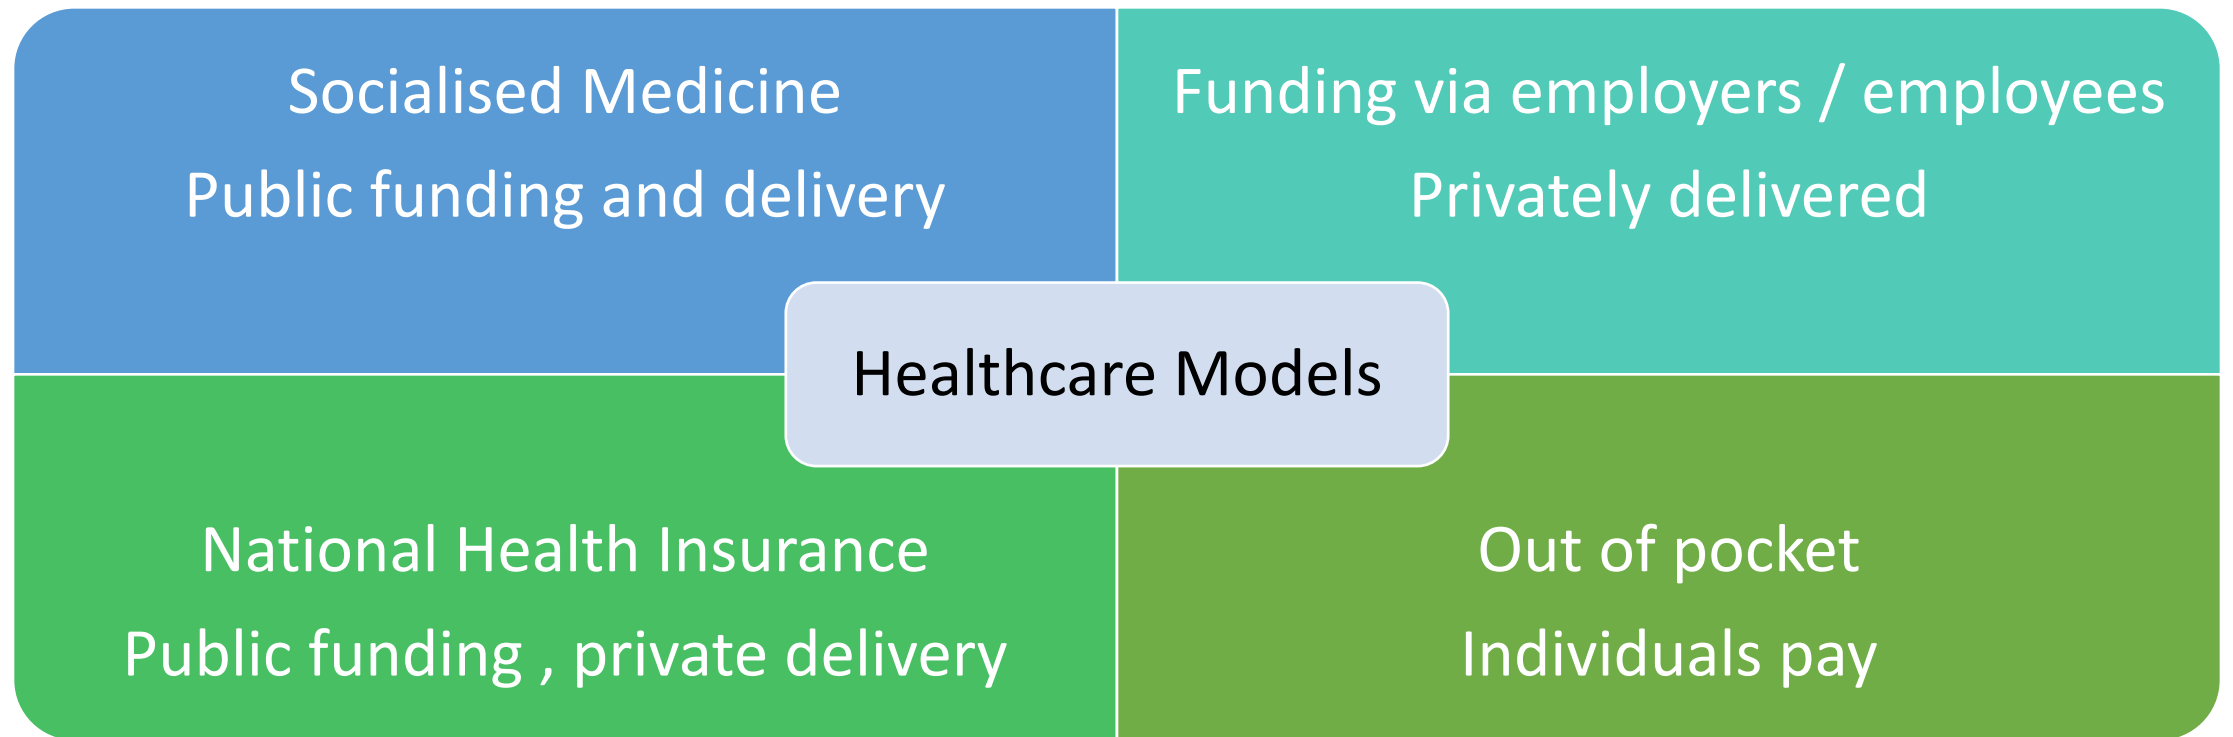 Socialised Medicine
Public funding and delivery
Funding via employers / employees
Privately delivered
Healthcare Models
National Health Insurance
Public funding , private delivery
Out of pocket
Individuals pay